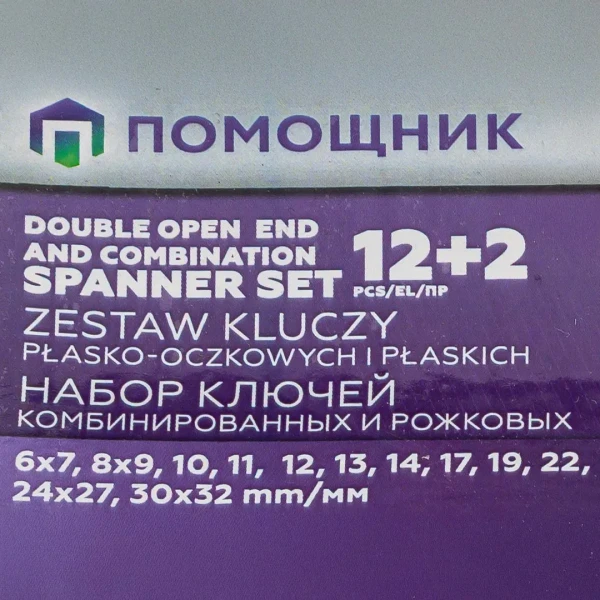 ПОМОЩНИК
DOUBLE OPEN END
AND COMBINATION
SPANNER SET
12+2
PCS/EL/ПР
ZESTAW KLUCZY
PŁASKO-OCZKOWYCH I PŁASKICH
НАБОР КЛЮЧЕЙ
КОМБИНИРОВАННЫХ И РОЖКОВЫХ
6x7, 8x9, 10, 11, 12, 13, 14, 17, 19, 22,
24x27, 30x32 mm/мм